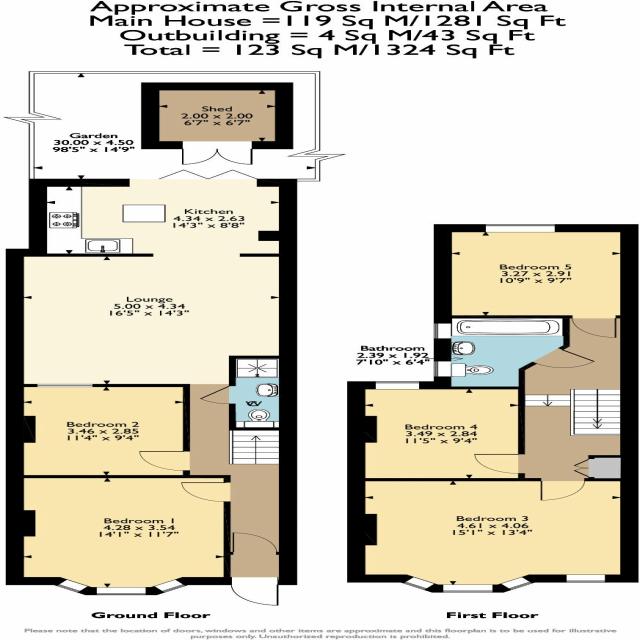 Approximate Gross Internal Area
Main House =119 Sq M/1281 Sq Ft
Outbuilding = 4 Sq M/43 Sq Ft
Total = 123 Sq M/1324 Sq Ft
Shed
2.00 x 2.00
6'7" x 6'7"
Garden
30.00 x 4.50
98'5" x 14'9"
Kitchen
4.34 x 2.63
14'3" x 8'8"
Lounge
5.00 x 4.34
16'5" x 14'3"
Bedroom 2
3.46 x 2.85
11'4" x 9'4"
Bedroom 1
4.28 x 3.54
14'1" x 11'7"
Ground Floor
Bedroom 5
3.27 x 2.91
10'9" x 9'7"
Bathroom
2.39 x 1.92
7'10" x 6'4"
Bedroom 4
3.49 x 2.84
11'5" x 9'4"
Bedroom 3
4.61 x 4.06
15'1" x 13'4"
First Floor
Please note that the location of doors, windows and other items are approximate and this floorplan is to be used for illustrative
purposes only. Unauthorized reproduction is prohibited.